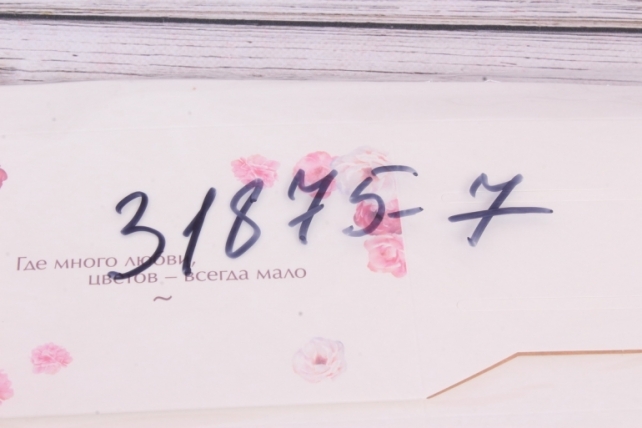 31875-7
Где много любви,
цветов – всегда мало
~